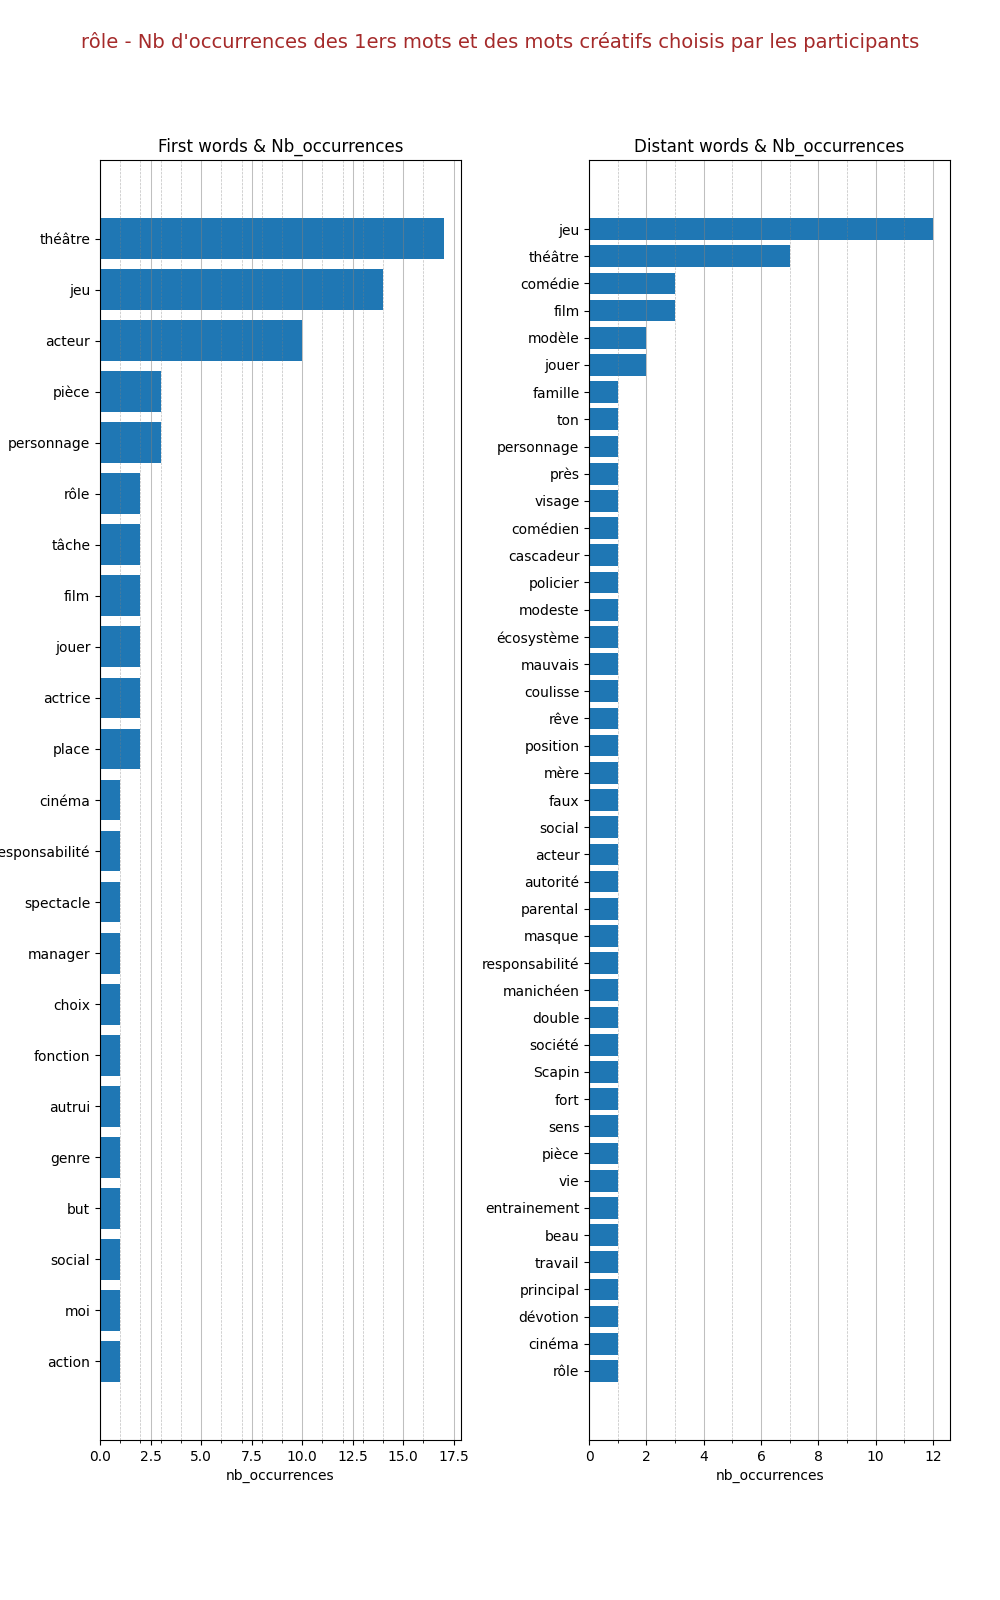 rôle - Nb d'occurrences des 1ers mots et des mots créatifs choisis par les participants
First words & Nb_occurrences
théâtre
jeu
acteur
pièce
personnage
rôle
tâche
film
jouer
actrice
place
cinéma
esponsabilité
spectacle
manager
choix
fonction
autrui
genre
but
social
moi
action
0.0 2.5 5.0 7.5 10.0 12.5 15.0 17.5
nb_occurrences
Distant words & Nb_occurrences
jeu
théâtre
comédie
film
modèle
jouer
famille
ton
personnage
près
visage
comédien
cascadeur
policier
modeste
écosystème
mauvais
coulisse
rêve
position
mère
faux
social
acteur
autorité
parental
masque
responsabilité
manichéen
double
société
Scapin
fort
sens
pièce
vie
entrainement
beau
travail
principal
dévotion
cinéma
rôle
0 2 4 6 8 10 12
nb_occurrences